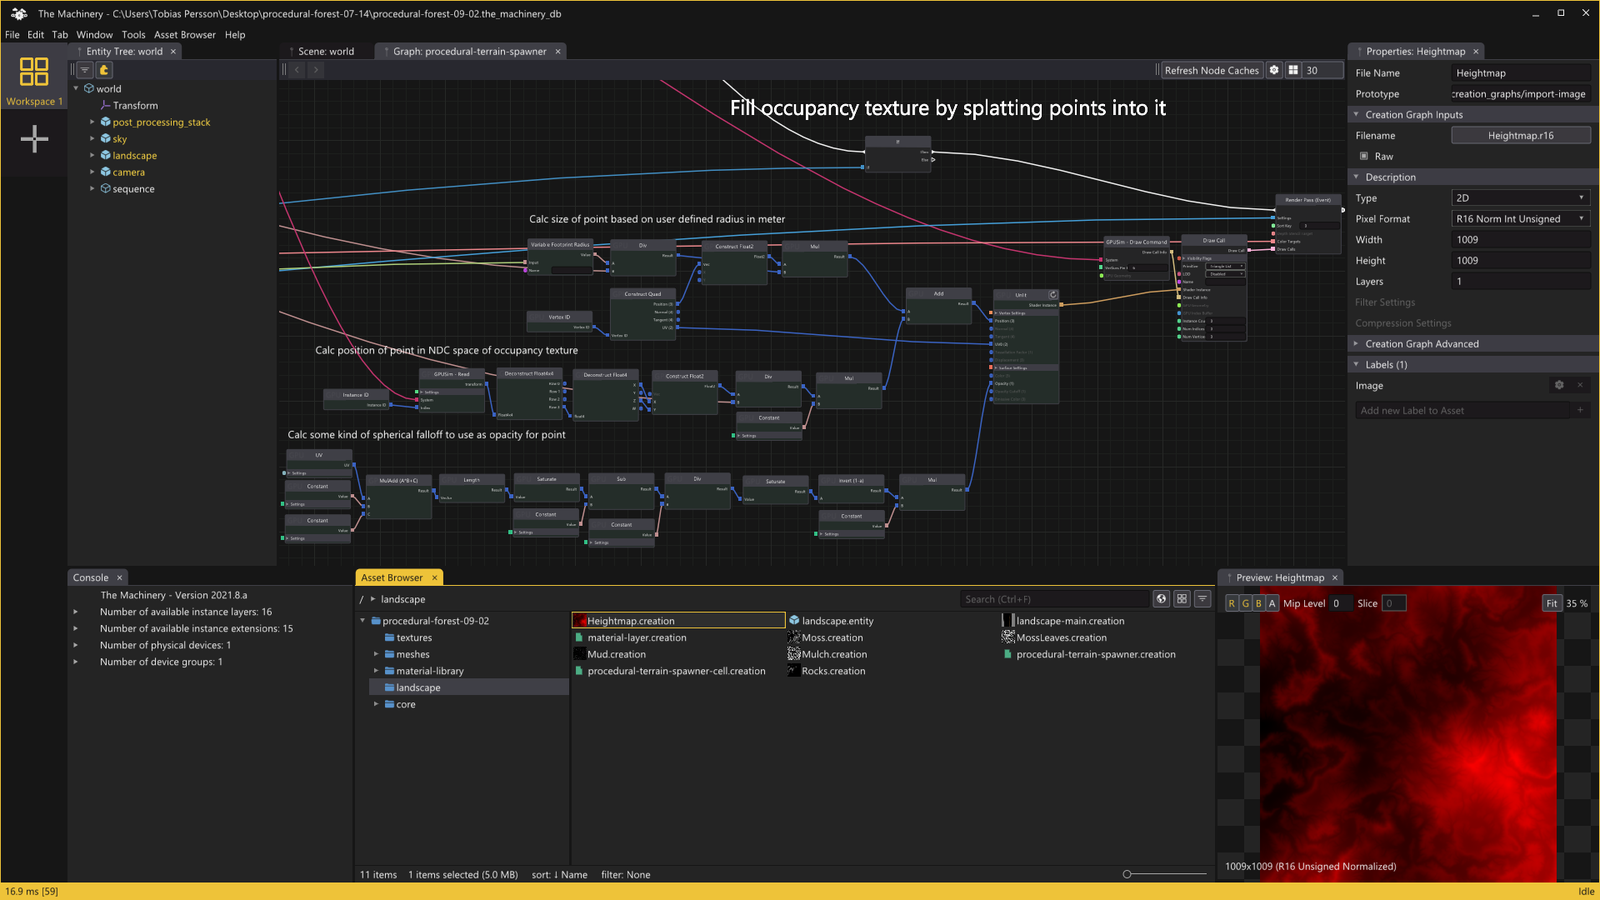 The Machinery - C:\Users\Tobias Persson\Desktop\procedural-forest-07-14\procedural-forest-09-02.the_machinery_db
File Edit Tab Window Tools Asset Browser Help
Workspace 1
Entity Tree: world
world
Transform
post_processing_stack
sky
landscape
camera
sequence
Scene: world
Graph: procedural-terrain-spawner
Refresh Node Caches
30
Fill occupancy texture by splatting points into it
If
Render Pass (Event)
Calc size of point based on user defined radius in meter
Variable Footprint Radius
Div
Construct Float2
Mul
GPUSim - Draw Command
Draw Call
Construct Quad
Vertex ID
Add
Unlit
Calc position of point in NDC space of occupancy texture
Instance ID
GPUSim - Read
Deconstruct Float4x4
Deconstruct Float4
Construct Float2
Div
Mul
Constant
Calc some kind of spherical falloff to use as opacity for point
UV
Constant
Constant
MulAdd (A*B+C)
Length
Saturate
Constant
Sub
Constant
Div
Saturate
Invert (1-a)
Constant
Mul
Properties: Heightmap
File Name Heightmap
Prototype creation_graphs/import-image
Creation Graph Inputs
Filename Heightmap.r16
Raw
Description
Type 2D
Pixel Format R16 Norm Int Unsigned
Width 1009
Height 1009
Layers 1
Filter Settings
Compression Settings
Creation Graph Advanced
Labels (1)
Image
Add new Label to Asset
Console
The Machinery - Version 2021.8.a
Number of available instance layers: 16
Number of available instance extensions: 15
Number of physical devices: 1
Number of device groups: 1
Asset Browser
/ landscape
Search (Ctrl+F)
procedural-forest-09-02
textures
meshes
material-library
landscape
core
Heightmap.creation
material-layer.creation
Mud.creation
procedural-terrain-spawner-cell.creation
landscape.entity
Moss.creation
Mulch.creation
Rocks.creation
landscape-main.creation
MossLeaves.creation
procedural-terrain-spawner.creation
11 items 1 items selected (5.0 MB) sort: ↓ Name filter: None
Preview: Heightmap
R G B A Mip Level 0 Slice 0 Fit 35 %
1009x1009 (R16 Unsigned Normalized)
16.9 ms [59]
Idle